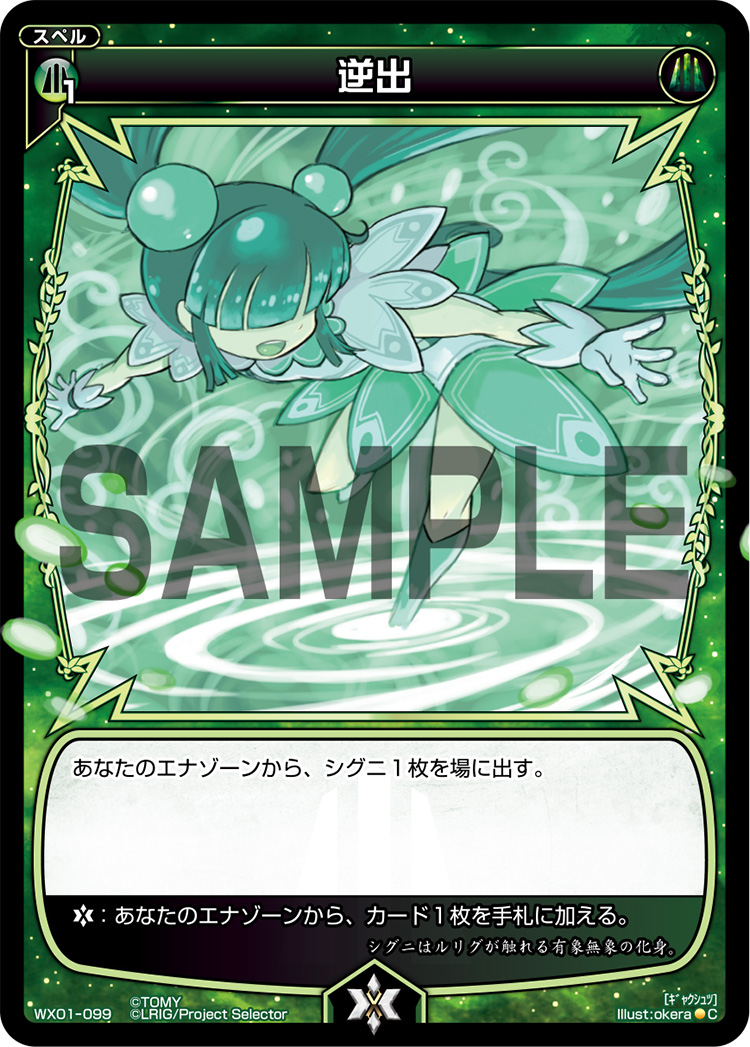 スペル
1
逆出
SAMPLE
あなたのエナゾーンから、シグニ1枚を場に出す。
:あなたのエナゾーンから、カード1枚を手札に加える。
シグニはルリグが触れる有象無象の化身。
WX01-099
©TOMY
©LRIG/Project Selector
[ｷﾞｬｸｼｭﾂ]
Illust:okera C